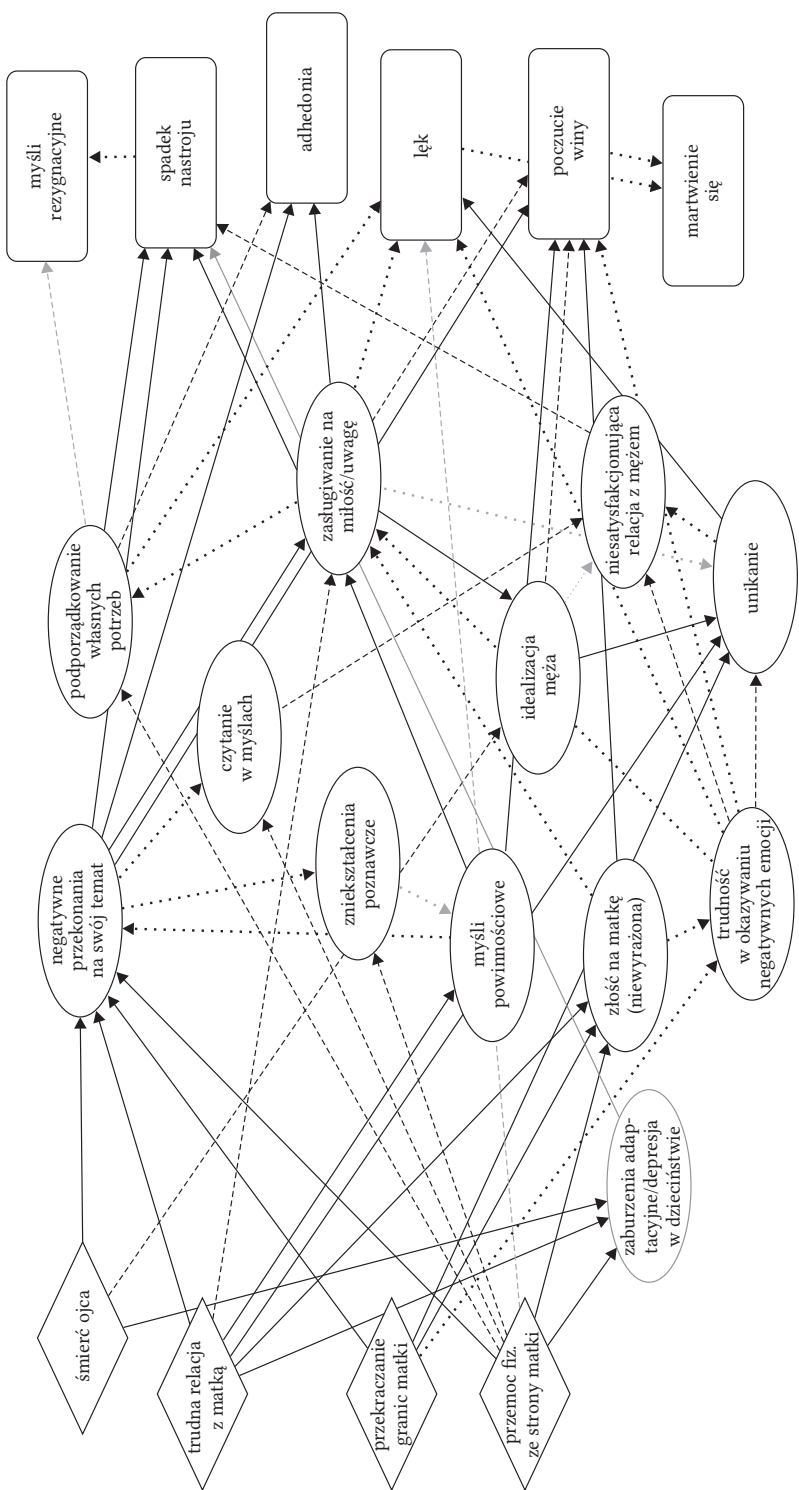 śmierć ojca
trudna relacja
z matką
przekraczanie
granic matki
przemoc fiz.
ze strony matki
negatywne
przekonania
na swój temat
podporządkowanie
własnych
potrzeb
czytanie
w myślach
zniekształcenia
poznawcze
zasługiwanie na
miłość/uwagę
myśli
powinnościowe
idealizacja
męża
złość na matkę
(niewyrażona)
niesatysfakcjonująca
relacja z mężem
zaburzenia adap-
tacyjne/depresja
w dzieciństwie
trudność
w okazywaniu
negatywnych emocji
unikanie
myśli
rezygnacyjne
spadek
nastroju
adhedonia
lęk
poczucie
winy
martwienie
się